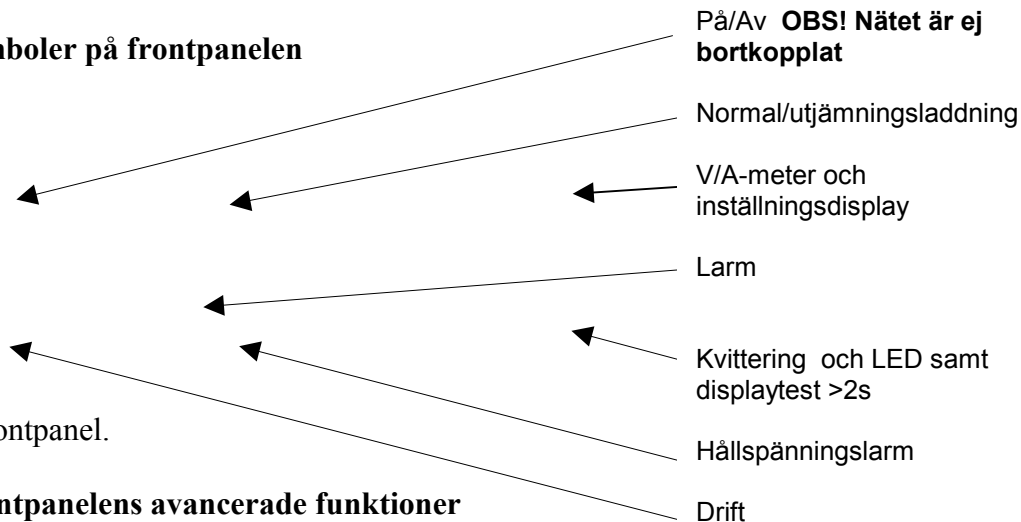 På/Av OBS! Nätet är ej
bortkopplat
boler på frontpanelen
Normal/utjämningsladdning
V/A-meter och
inställningsdisplay
Larm
Kvittering och LED samt
displaytest >2s
ontpanel.
Hållspänningslarm
ntpanelens avancerade funktioner
Drift